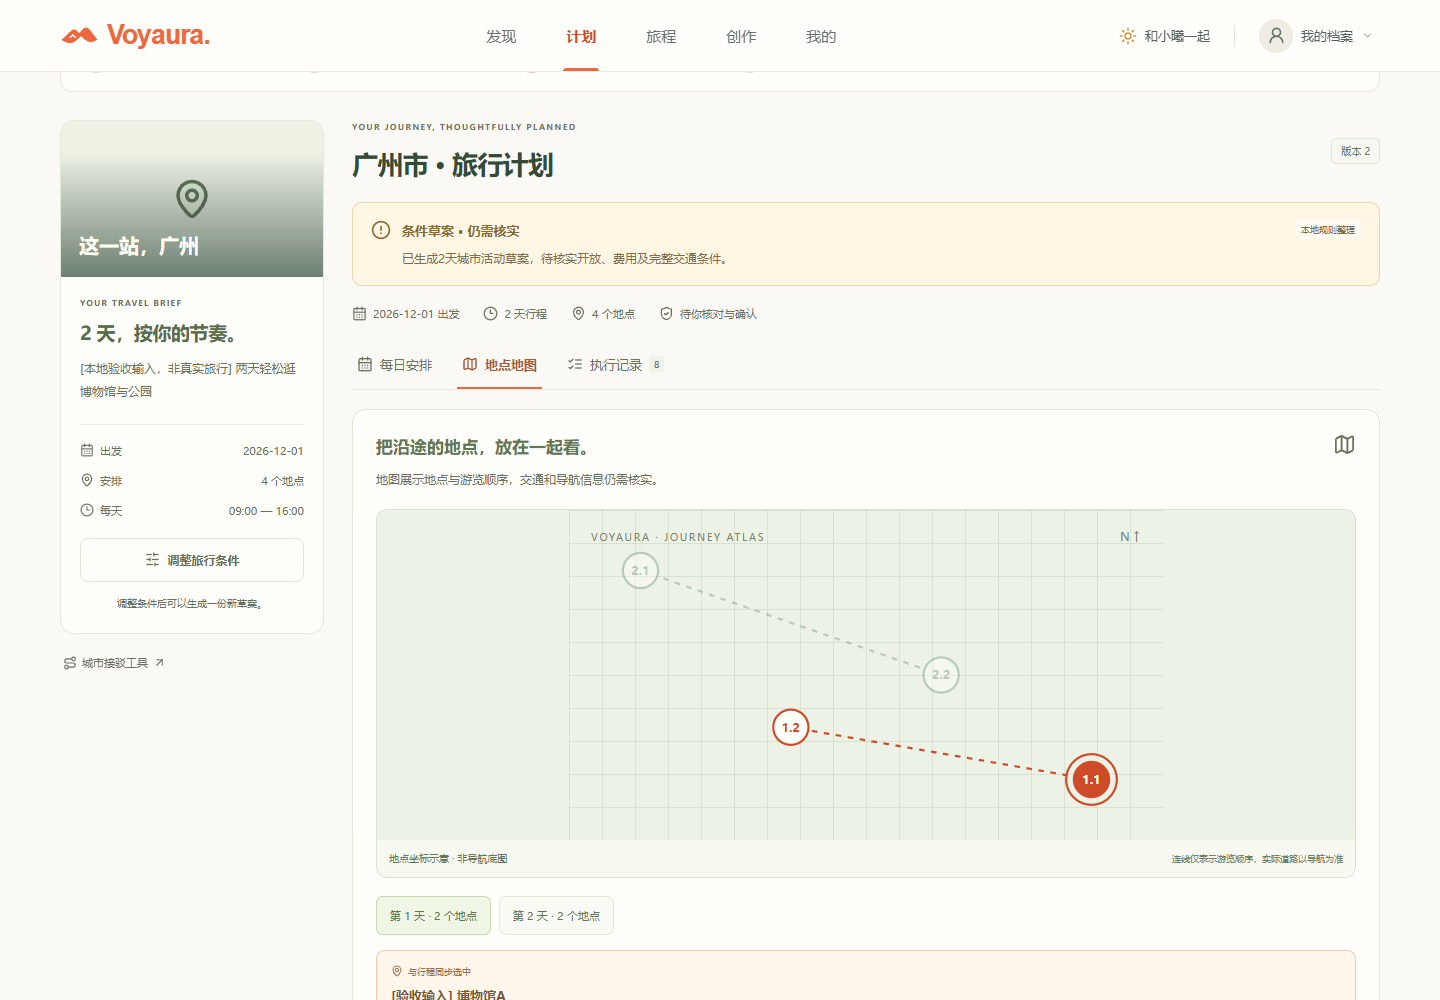 Voyaura.
发现
计划
旅程
创作
我的
和小曦一起
我的档案
这一站，广州
YOUR TRAVEL BRIEF
2 天，按你的节奏。
[本地验收输入，非真实旅行] 两天轻松逛
博物馆与公园
出发 2026-12-01
安排 4 个地点
每天 09:00 — 16:00
调整旅行条件
调整条件后可以生成一份新草案。
城市接驳工具
YOUR JOURNEY, THOUGHTFULLY PLANNED
广州市 • 旅行计划
版本 2
条件草案 • 仍需核实
本地规则整理
已生成2天城市活动草案，待核实开放、费用及完整交通条件。
2026-12-01 出发
2 天行程
4 个地点
待你核对与确认
每日安排
地点地图
执行记录 8
把沿途的地点，放在一起看。
地图展示地点与游览顺序，交通和导航信息仍需核实。
VOYAURA · JOURNEY ATLAS
N↑
2.1
2.2
1.2
1.1
地点坐标示意 · 非导航底图
连线仅表示游览顺序，实际道路以导航为准
第 1 天 · 2 个地点
第 2 天 · 2 个地点
与行程同步选中
[验收输入] 博物馆A